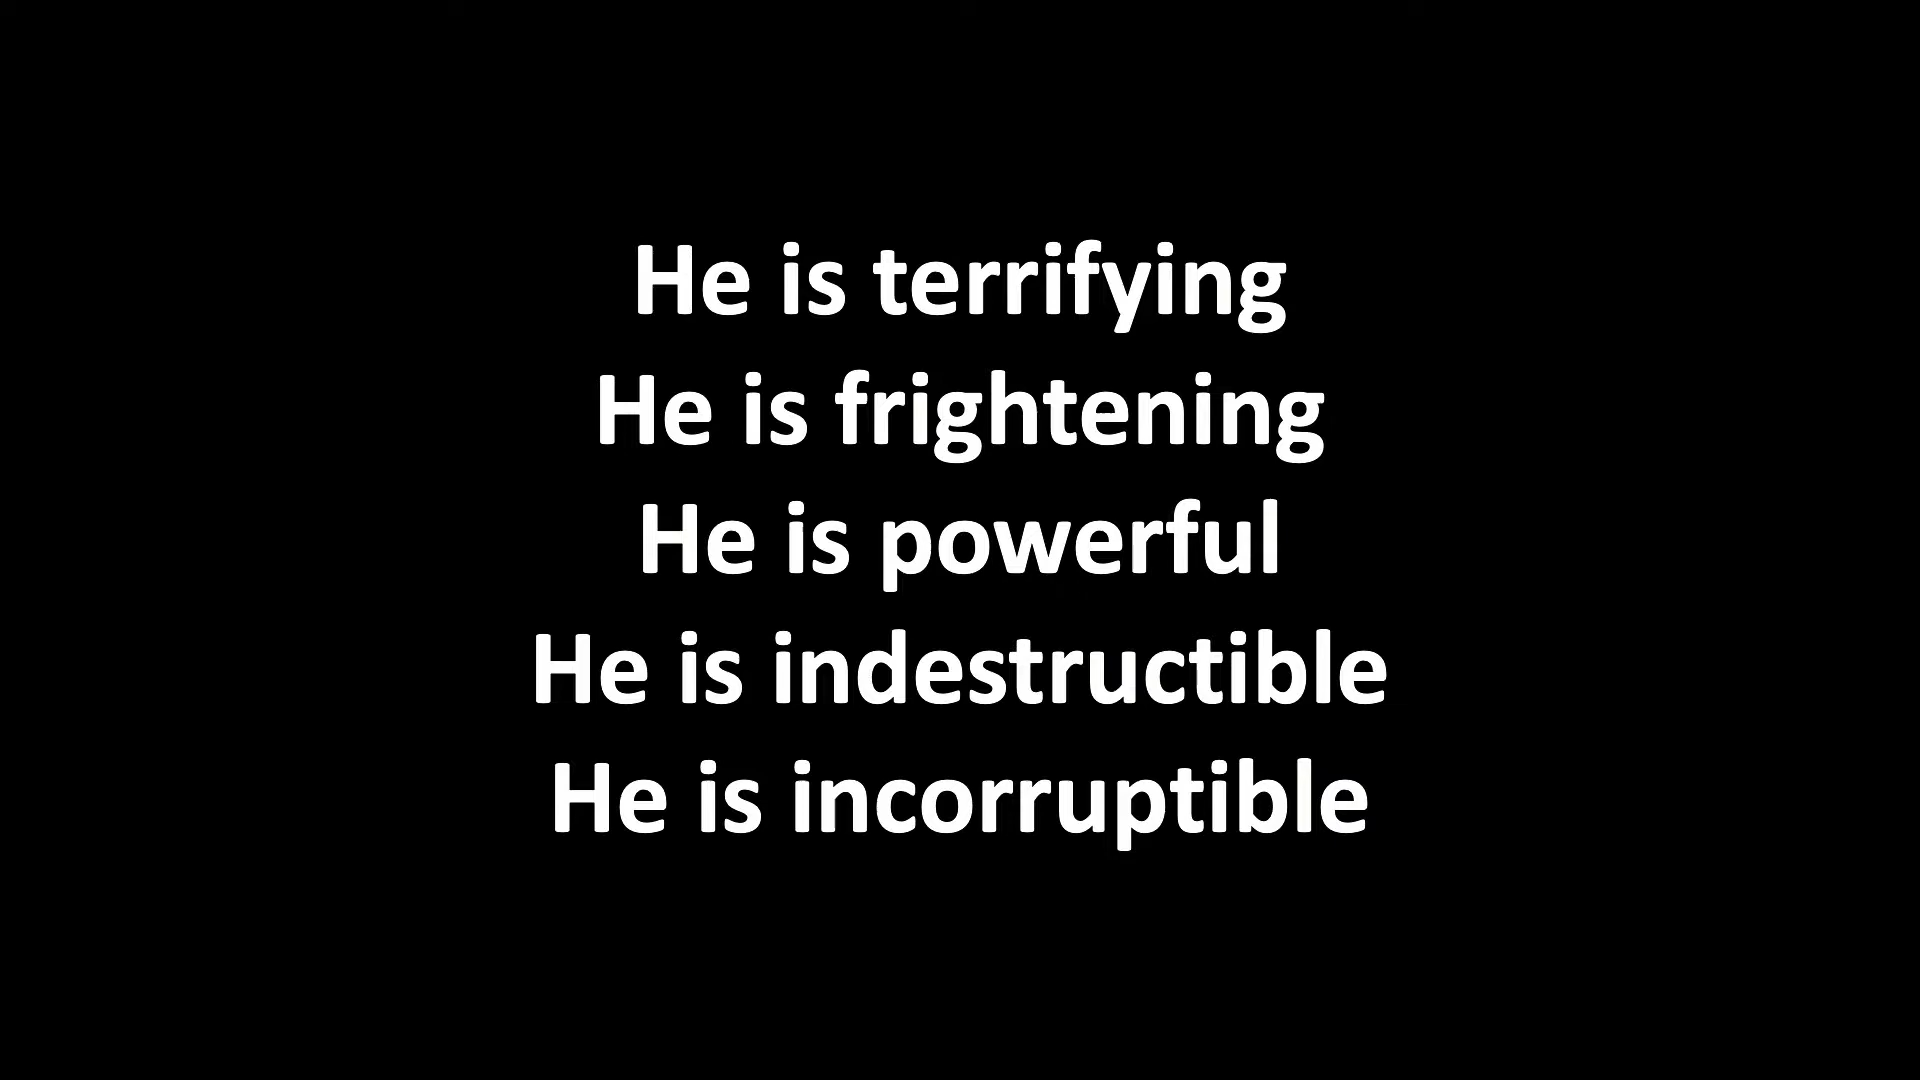 He is terrifying
He is frightening
He is powerful
He is indestructible
He is incorruptible